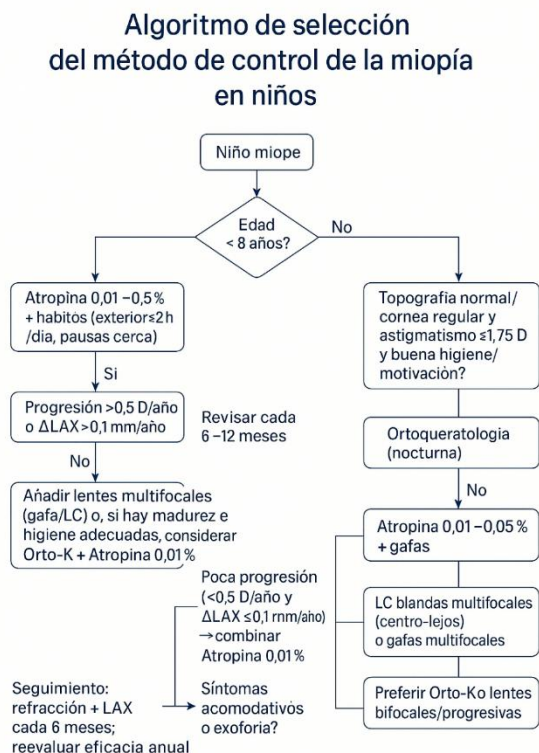 Algoritmo de selección
del método de control de la miopía
en niños
Niño miope
Edad
< 8 años?
No
Atropina 0,01 –0,5%
+ habitos (exterior≤2 h
/dia, pausas cerca)
Si
Progresión >0,5 D/año
o ΔLAX >0,1 mm/año
Revisar cada
6 –12 meses
No
Añadir lentes multifocales
(gafa/LC) o, si hay madurez e
higiene adecuadas, considerar
Orto-K + Atropina 0,01%
Topografia normal/
cornea regular y
astigmatismo ≤1,75 D
y buena higiene/
motivaciòn?
Ortoqueratologia
(nocturna)
No
Atropina 0,01 –0,05 %
+ gafas
LC blandas multifocales
(centro-lejos)
o gafas multifocales
Preferir Orto-Ko lentes
bifocales/progresivas
Poca progresión
(<0,5 D/año y
ΔLAX ≤0,1 mm/año)
→combinar
Atropina 0,01%
Síntomas
acomodativos
o exoforia?
Seguimiento:
refracción + LAX
cada 6 meses;
reevaluar eficacia anual